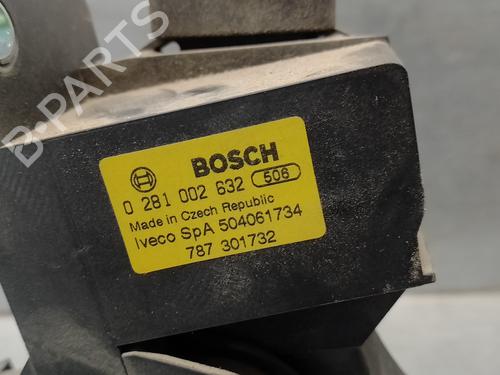 B-PARTS
BOSCH
0 281 002 632 506
Made in Czech Republic
Iveco SpA 504061734
787 301732